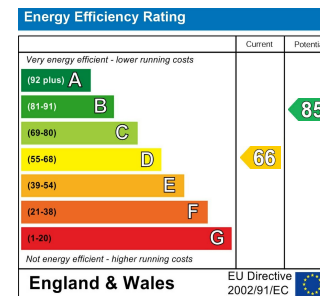 Energy Efficiency Rating
Current
Potentia
Very energy efficient - lower running costs
(92 plus) A
(81-91) B
85
(69-80) C
(55-68) D
66
(39-54) E
(21-38) F
(1-20) G
Not energy efficient - higher running costs
England & Wales
EU Directive
2002/91/EC